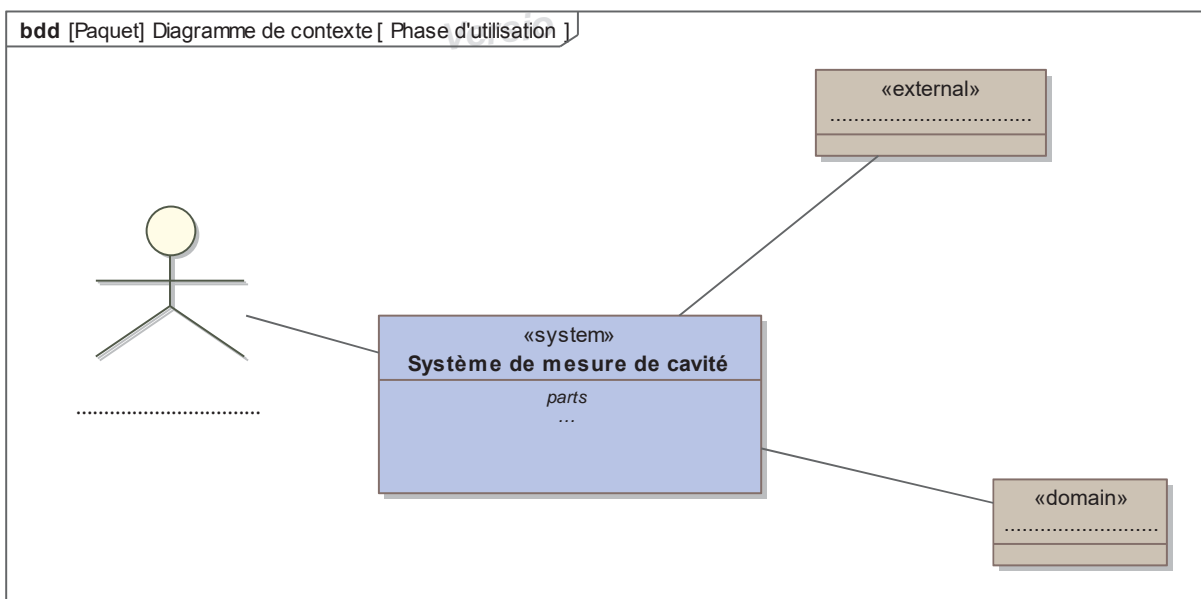 bdd [Paquet] Diagramme de contexte [ Phase d'utilisation ]
«external»
..................................
«system»
Système de mesure de cavité
parts
...
..................................
«domain»
..........................